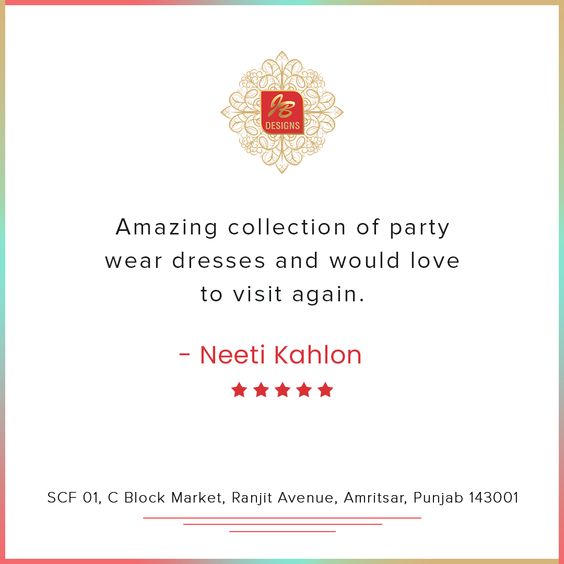 JB
DESIGNS
Amazing collection of party
wear dresses and would love
to visit again.
- Neeti Kahlon
SCF 01, C Block Market, Ranjit Avenue, Amritsar, Punjab 143001